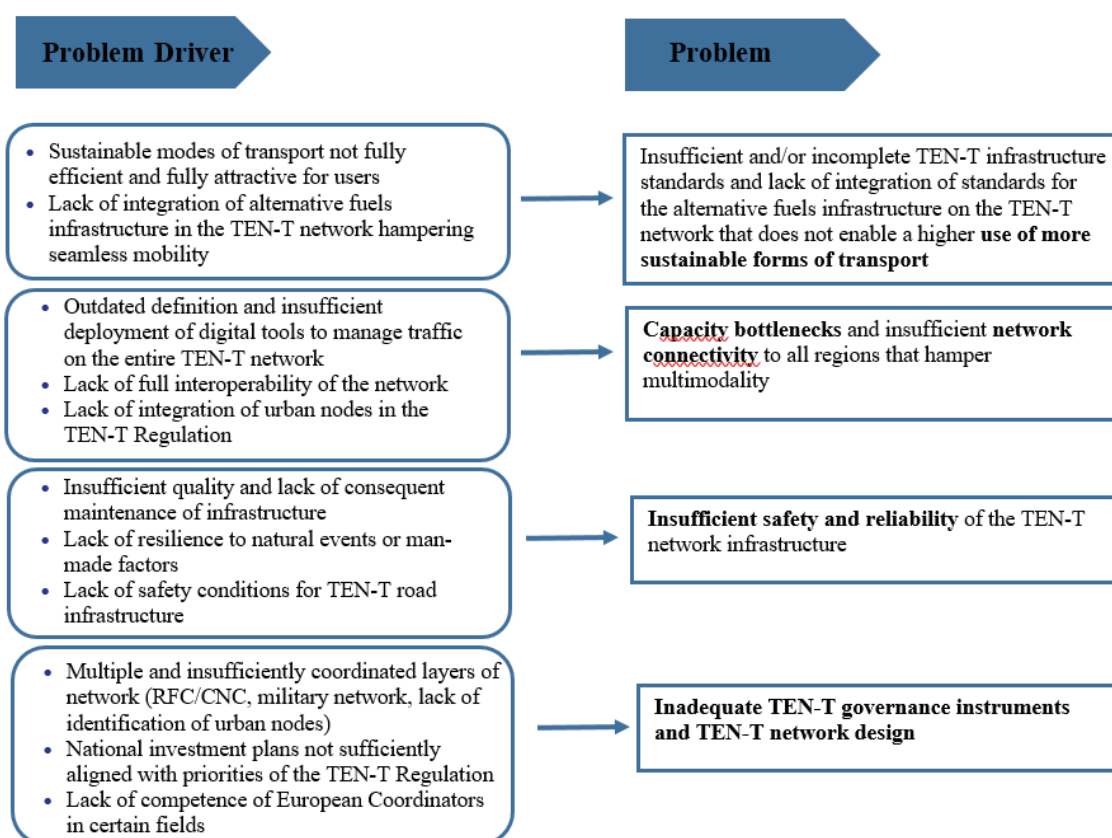 Problem Driver
Problem
• Sustainable modes of transport not fully
efficient and fully attractive for users
• Lack of integration of alternative fuels
infrastructure in the TEN-T network hampering
seamless mobility
Insufficient and/or incomplete TEN-T infrastructure
standards and lack of integration of standards for
the alternative fuels infrastructure on the TEN-T
network that does not enable a higher use of more
sustainable forms of transport
• Outdated definition and insufficient
deployment of digital tools to manage traffic
on the entire TEN-T network
• Lack of full interoperability of the network
• Lack of integration of urban nodes in the
TEN-T Regulation
Capacity bottlenecks and insufficient network
connectivity to all regions that hamper
multimodality
• Insufficient quality and lack of consequent
maintenance of infrastructure
• Lack of resilience to natural events or man-
made factors
• Lack of safety conditions for TEN-T road
infrastructure
Insufficient safety and reliability of the TEN-T
network infrastructure
• Multiple and insufficiently coordinated layers of
network (RFC/CNC, military network, lack of
identification of urban nodes)
• National investment plans not sufficiently
aligned with priorities of the TEN-T Regulation
• Lack of competence of European Coordinators
in certain fields
Inadequate TEN-T governance instruments
and TEN-T network design